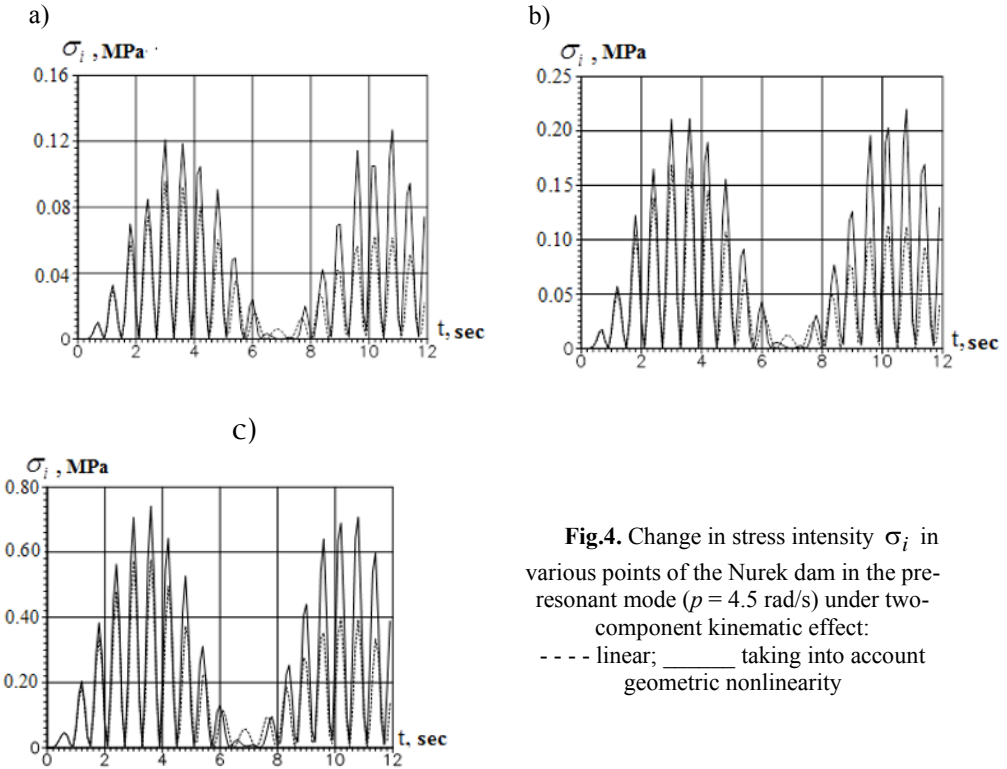 a)
σi , MPa
0.16
0.12
0.08
0.04
0
0 2 4 6 8 10 12
t, sec
b)
σi , MPa
0.25
0.20
0.15
0.10
0.05
0
0 2 4 6 8 10 12
t, sec
c)
σi , MPa
0.80
0.60
0.40
0.20
0
0 2 4 6 8 10 12
t, sec
Fig.4. Change in stress intensity σi in
various points of the Nurek dam in the pre-
resonant mode (p = 4.5 rad/s) under two-
component kinematic effect:
- - - - linear; ______ taking into account
geometric nonlinearity